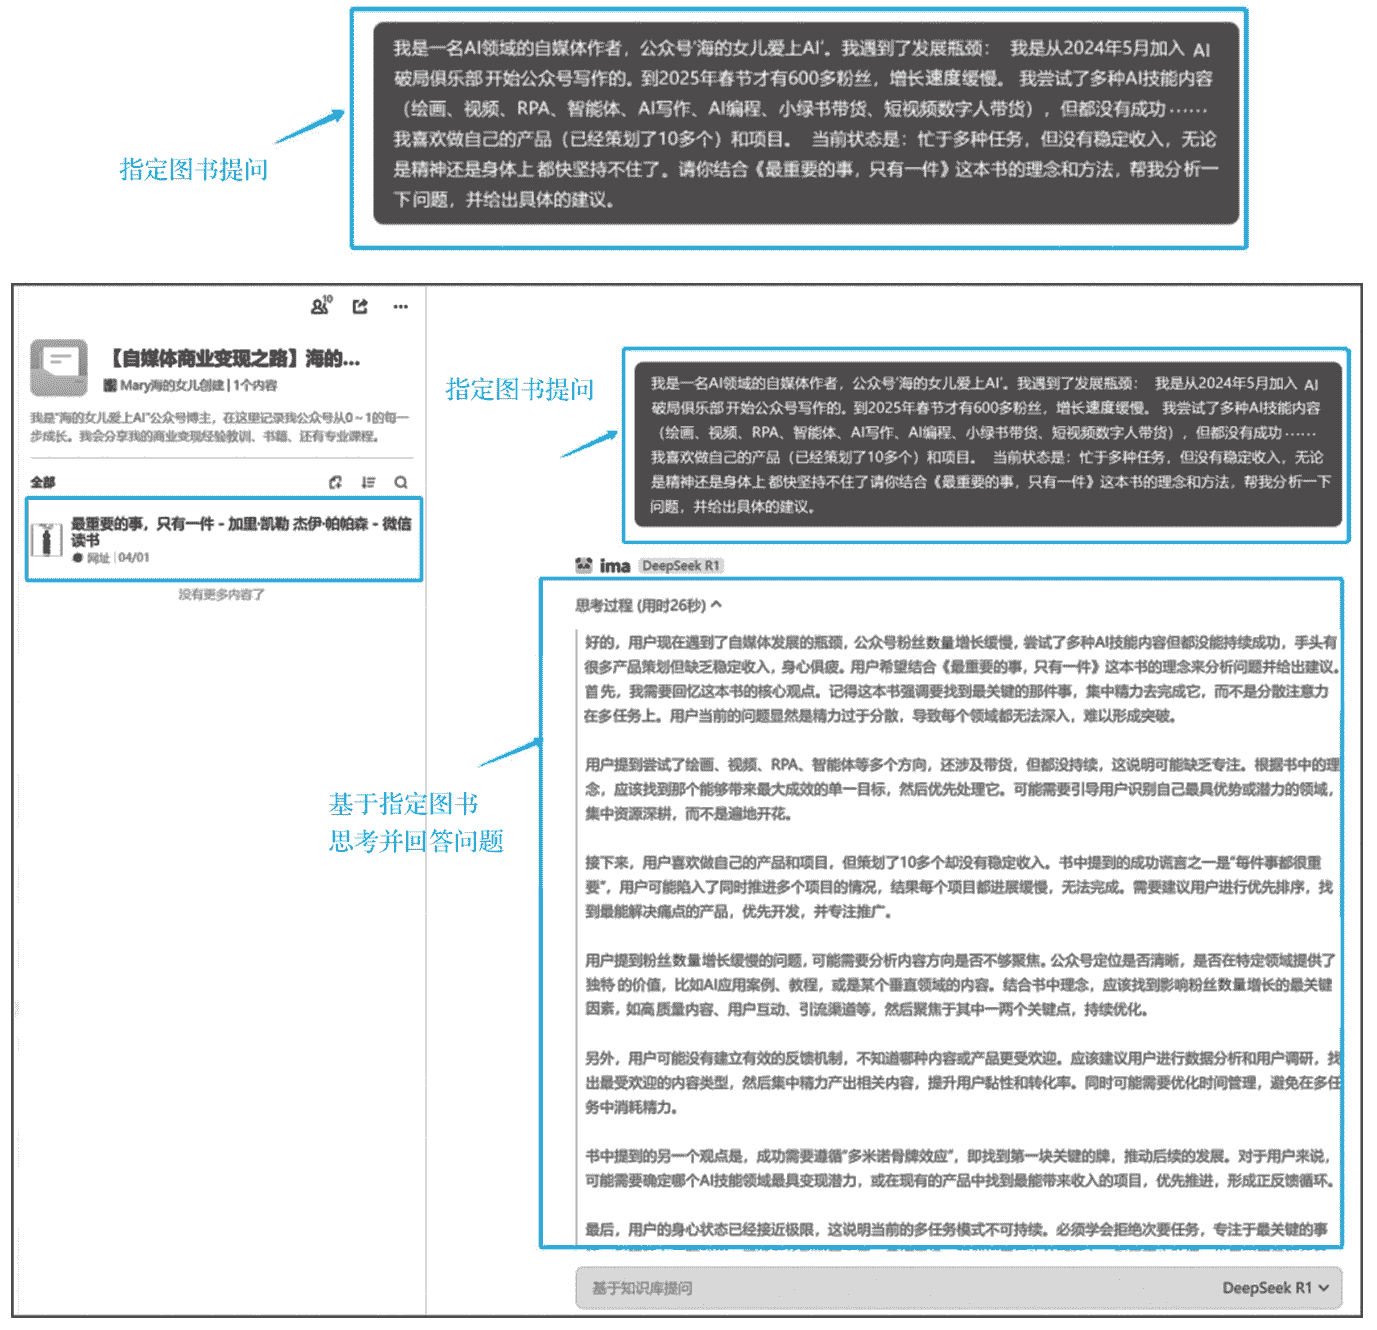 我是一名AI领域的自媒体作者，公众号'海的女儿爱上AI'。我遇到了发展瓶颈： 我是从2024年5月加入 AI
破局俱乐部 开始公众号写作的。到2025年春节才有600多粉丝，增长速度缓慢。 我尝试了多种AI技能内容
（绘画、视频、RPA、智能体、AI写作、AI编程、小绿书带货、短视频数字人带货），但都没有成功……
我喜欢做自己的产品（已经策划了10多个）和项目。 当前状态是：忙于多种任务，但没有稳定收入，无论
是精神还是身体上 都快坚持不住了。请你结合《最重要的事，只有一件》这本书的理念和方法，帮我分析一
下问题，并给出具体的建议。
指定图书提问
10
【自媒体商业变现之路】海的...
Mary海的女儿创建 | 1个内容
我是“海的女儿爱上AI”公众号博主，在这里记录我公众号从0～1的每一
步成长。我会分享我的商业变现经验教训、书籍、还有专业课程。
全部
最重要的事，只有一件 - 加里·凯勒 杰伊·帕帕森 - 微信
读书
网址 | 04/01
没有更多内容了
指定图书提问
我是一名AI领域的自媒体作者，公众号‘海的女儿爱上AI’。我遇到了发展瓶颈： 我是从2024年5月加入 AI
破局俱乐部 开始公众号写作的。到2025年春节才有600多粉丝，增长速度缓慢。 我尝试了多种AI技能内容
（绘画、视频、RPA、智能体、AI写作、AI编程、小绿书带货、短视频数字人带货），但都没有成功……
我喜欢做自己的产品（已经策划了10多个）和项目。 当前状态是：忙于多种任务，但没有稳定收入，无论
是精神还是身体上 都快坚持不住了请你结合《最重要的事，只有一件》这本书的理念和方法，帮我分析一下
问题，并给出具体的建议。
ima DeepSeek R1
思考过程 (用时26秒)
好的，用户现在遇到了自媒体发展的瓶颈，公众号粉丝数量增长缓慢，尝试了多种AI技能内容但都没能持续成功，手头有
很多产品策划但缺乏稳定收入，身心俱疲。用户希望结合《最重要的事，只有一件》这本书的理念来分析问题并给出建议。
首先，我需要回忆这本书的核心观点。记得这本书强调要找到最关键的那件事，集中精力去完成它，而不是分散注意力
在多任务上。用户当前的问题显然是精力过于分散，导致每个领域都无法深入，难以形成突破。
用户提到尝试了绘画、视频、RPA、智能体等多个方向，还涉及带货，但都没持续，这说明可能缺乏专注。根据书中的理
念，应该找到那个能够带来最大成效的单一目标，然后优先处理它。可能需要引导用户识别自己最具优势或潜力的领域，
集中资源深耕，而不是遍地开花。
接下来，用户喜欢做自己的产品和项目，但策划了10多个却没有稳定收入。书中提到的成功谎言之一是“每件事都很重
要”，用户可能陷入了同时推进多个项目的情况，结果每个项目都进展缓慢，无法完成。需要建议用户进行优先排序，找
到最能解决痛点的产品，优先开发，并专注推广。
用户提到粉丝数量增长缓慢的问题，可能需要分析内容方向是否不够聚焦。公众号定位是否清晰，是否在特定领域提供了
独特 的价值，比如AI应用案例、教程，或是某个垂直领域的内容。结合书中理念，应该找到影响粉丝数量增长的最关键
因素，如高质量内容、用户互动、引流渠道等，然后聚焦于其中一两个关键点，持续优化。
另外，用户可能没有建立有效的反馈机制，不知道哪种内容或产品更受欢迎。应该建议用户进行数据分析和用户调研，找
出最受欢迎的内容类型，然后集中精力产出相关内容，提升用户黏性和转化率。同时可能需要优化时间管理，避免在多任
务中消耗精力。
书中提到的另一个观点是，成功需要遵循“多米诺骨牌效应”，即找到第一块关键的牌，推动后续的发展。对于用户来说，
可能需要确定哪个AI技能领域最具变现潜力，或在现有的产品中找到最能带来收入的项目，优先推进，形成正反馈循环。
最后，用户的身心状态已经接近极限，这说明当前的多任务模式不可持续。必须学会拒绝次要任务，专注于最关键的事
基于指定图书
思考并回答问题
基于知识库提问
DeepSeek R1